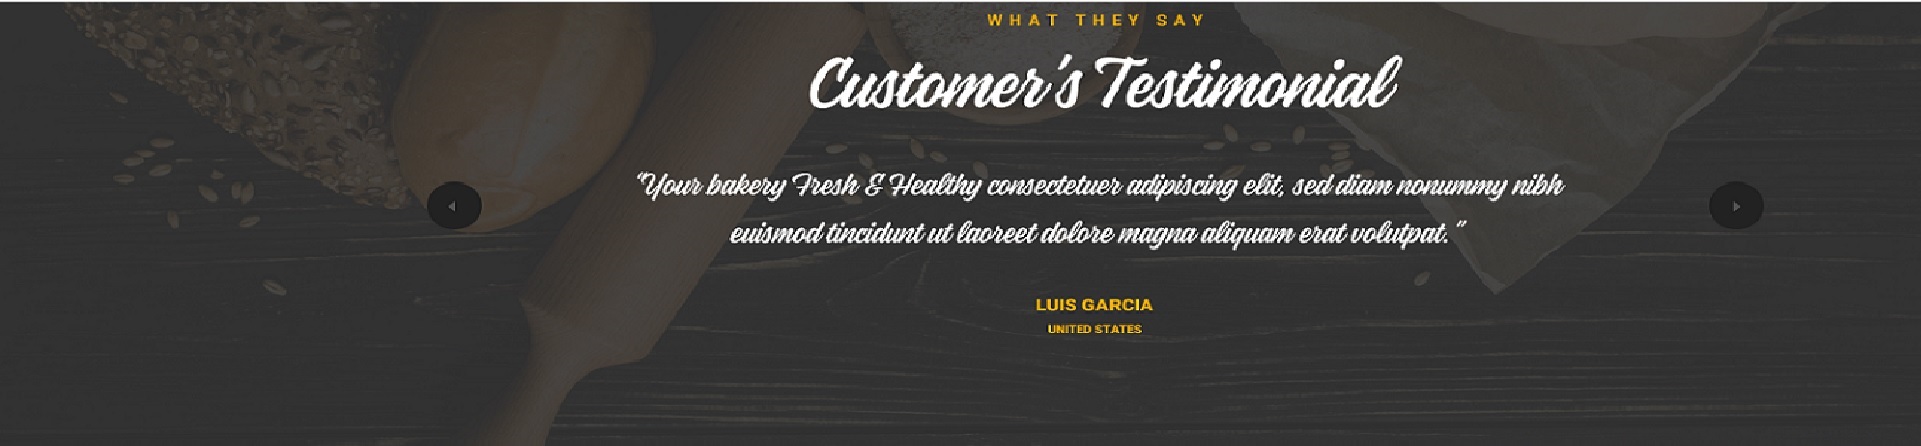 WHAT THEY SAY
Customer's Testimonial
"Your bakery Fresh & Healthy consectetuer adipiscing elit, sed diam nonummy nibh
euismod tincidunt ut laoreet dolore magna aliquam erat volutpat."
LUIS GARCIA
UNITED STATES